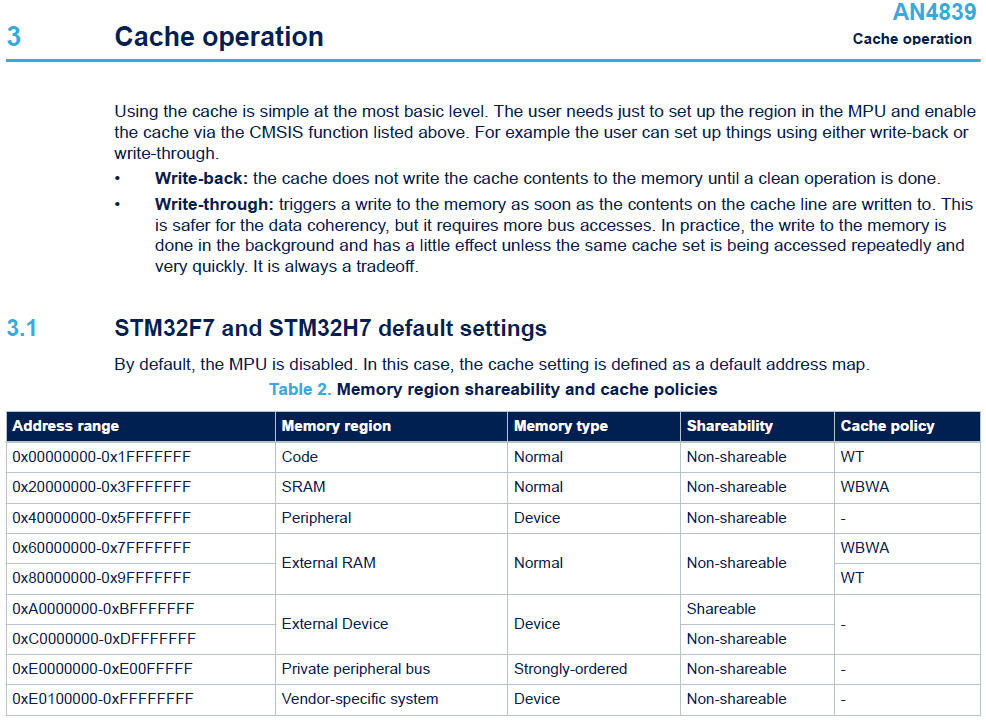 AN4839
3 Cache operation
Cache operation
Using the cache is simple at the most basic level. The user needs just to set up the region in the MPU and enable
the cache via the CMSIS function listed above. For example the user can set up things using either write-back or
write-through.
• Write-back: the cache does not write the cache contents to the memory until a clean operation is done.
• Write-through: triggers a write to the memory as soon as the contents on the cache line are written to. This
is safer for the data coherency, but it requires more bus accesses. In practice, the write to the memory is
done in the background and has a little effect unless the same cache set is being accessed repeatedly and
very quickly. It is always a tradeoff.
3.1 STM32F7 and STM32H7 default settings
By default, the MPU is disabled. In this case, the cache setting is defined as a default address map.
Table 2. Memory region shareability and cache policies
Address range Memory region Memory type Shareability Cache policy
0x00000000-0x1FFFFFFF Code Normal Non-shareable WT
0x20000000-0x3FFFFFFF SRAM Normal Non-shareable WBWA
0x40000000-0x5FFFFFFF Peripheral Device Non-shareable -
0x60000000-0x7FFFFFFF WBWA
External RAM Normal Non-shareable
0x80000000-0x9FFFFFFF WT
0xA0000000-0xBFFFFFFF Shareable
External Device Device -
0xC0000000-0xDFFFFFFF Non-shareable
0xE0000000-0xE00FFFFF Private peripheral bus Strongly-ordered Non-shareable -
0xE0100000-0xFFFFFFFF Vendor-specific system Device Non-shareable -